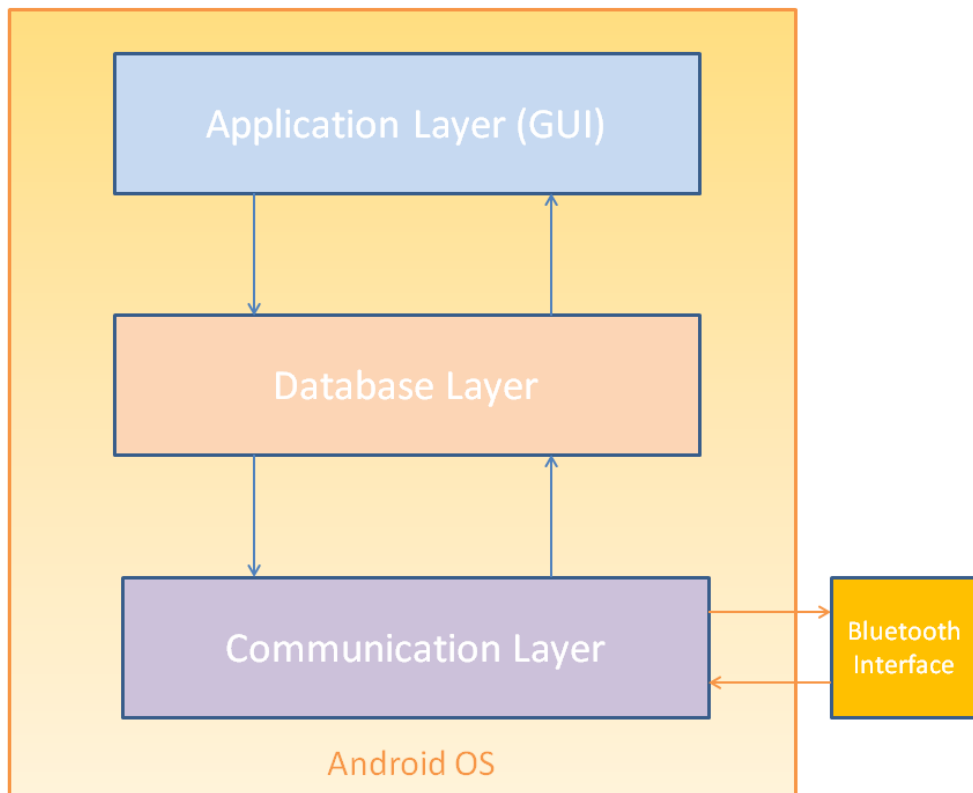 Application Layer (GUI)
Database Layer
Communication Layer
Bluetooth
Interface
Android OS